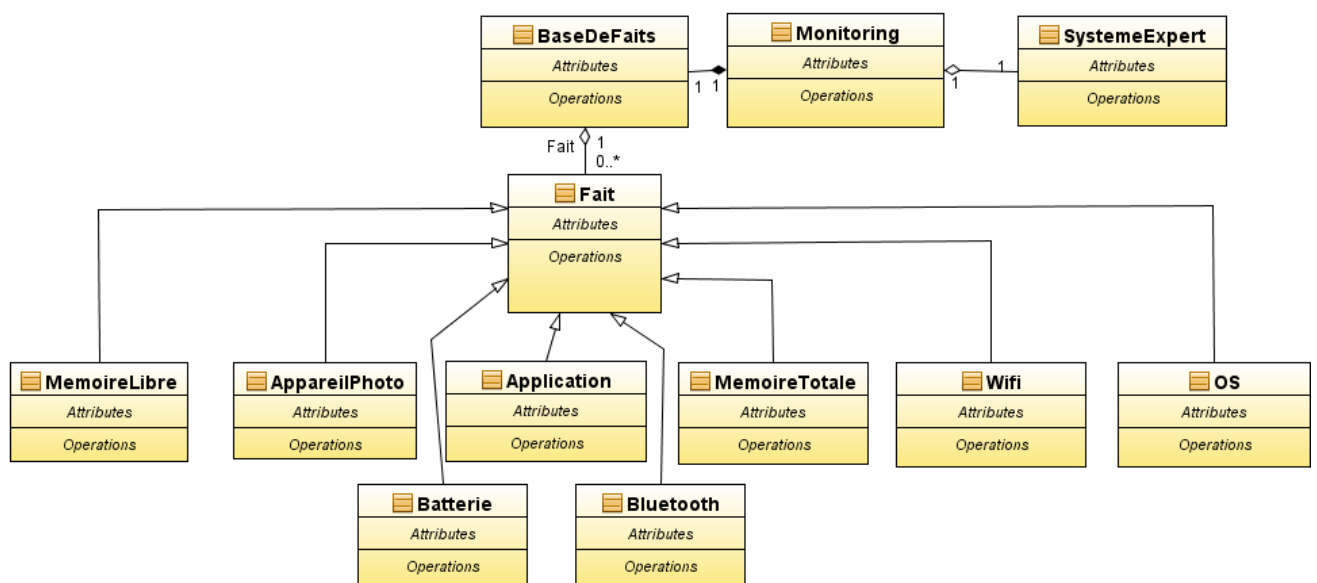 BaseDeFaits
Attributes
Operations
Monitoring
Attributes
Operations
SystemeExpert
Attributes
Operations
1
1
1
1
Fait
1
0..*
Fait
Attributes
Operations
MemoireLibre
Attributes
Operations
AppareilPhoto
Attributes
Operations
Application
Attributes
Operations
MemoireTotale
Attributes
Operations
Wifi
Attributes
Operations
OS
Attributes
Operations
Batterie
Attributes
Operations
Bluetooth
Attributes
Operations